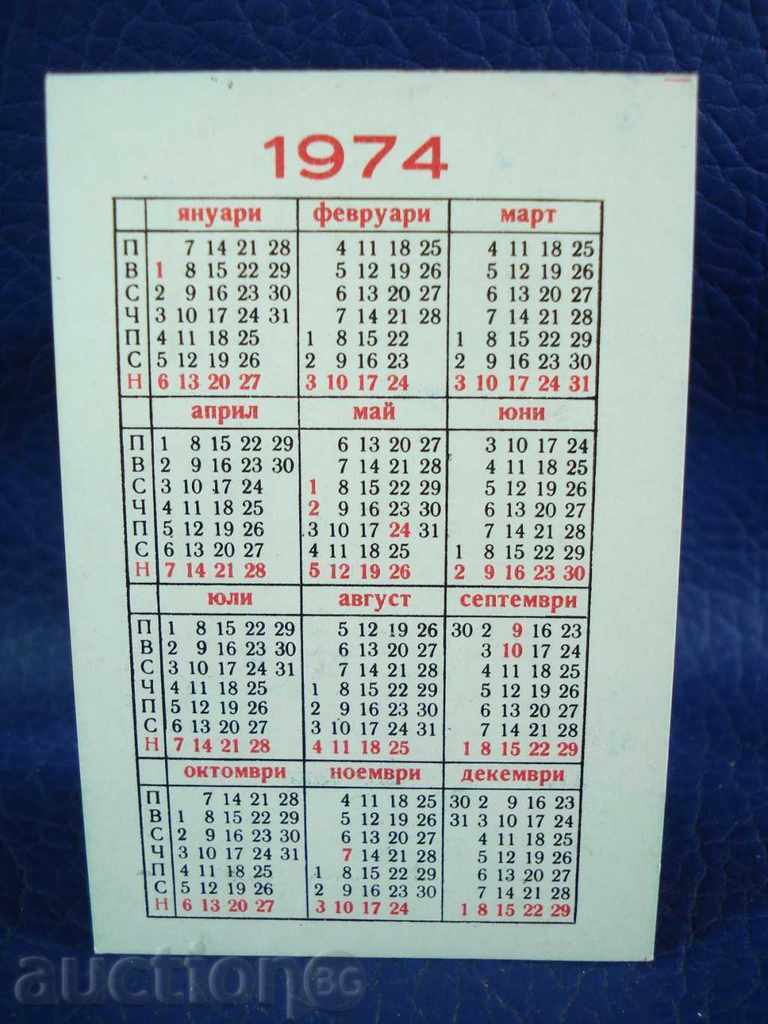 1974
януари февруари март
П 7 14 21 28 4 11 18 25 4 11 18 25
В 1 8 15 22 29 5 12 19 26 5 12 19 26
С 2 9 16 23 30 6 13 20 27 6 13 20 27
Ч 3 10 17 24 31 7 14 21 28 7 14 21 28
П 4 11 18 25 1 8 15 22 1 8 15 22 29
С 5 12 19 26 2 9 16 23 2 9 16 23 30
Н 6 13 20 27 3 10 17 24 3 10 17 24 31
април май юни
П 1 8 15 22 29 6 13 20 27 3 10 17 24
В 2 9 16 23 30 7 14 21 28 4 11 18 25
С 3 10 17 24 1 8 15 22 29 5 12 19 26
Ч 4 11 18 25 2 9 16 23 30 6 13 20 27
П 5 12 19 26 3 10 17 24 31 7 14 21 28
С 6 13 20 27 4 11 18 25 1 8 15 22 29
Н 7 14 21 28 5 12 19 26 2 9 16 23 30
юли август септември
П 1 8 15 22 29 5 12 19 26 30 2 9 16 23
В 2 9 16 23 30 6 13 20 27 3 10 17 24
С 3 10 17 24 31 7 14 21 28 4 11 18 25
Ч 4 11 18 25 1 8 15 22 29 5 12 19 26
П 5 12 19 26 2 9 16 23 30 6 13 20 27
С 6 13 20 27 3 10 17 24 31 7 14 21 28
Н 7 14 21 28 4 11 18 25 1 8 15 22 29
октомври ноември декември
П 7 14 21 28 4 11 18 25 30 2 9 16 23
В 1 8 15 22 29 5 12 19 26 31 3 10 17 24
С 2 9 16 23 30 6 13 20 27 4 11 18 25
Ч 3 10 17 24 31 7 14 21 28 5 12 19 26
П 4 11 18 25 1 8 15 22 29 6 13 20 27
С 5 12 19 26 2 9 16 23 30 7 14 21 28
Н 6 13 20 27 3 10 17 24 1 8 15 22 29
auctionBG